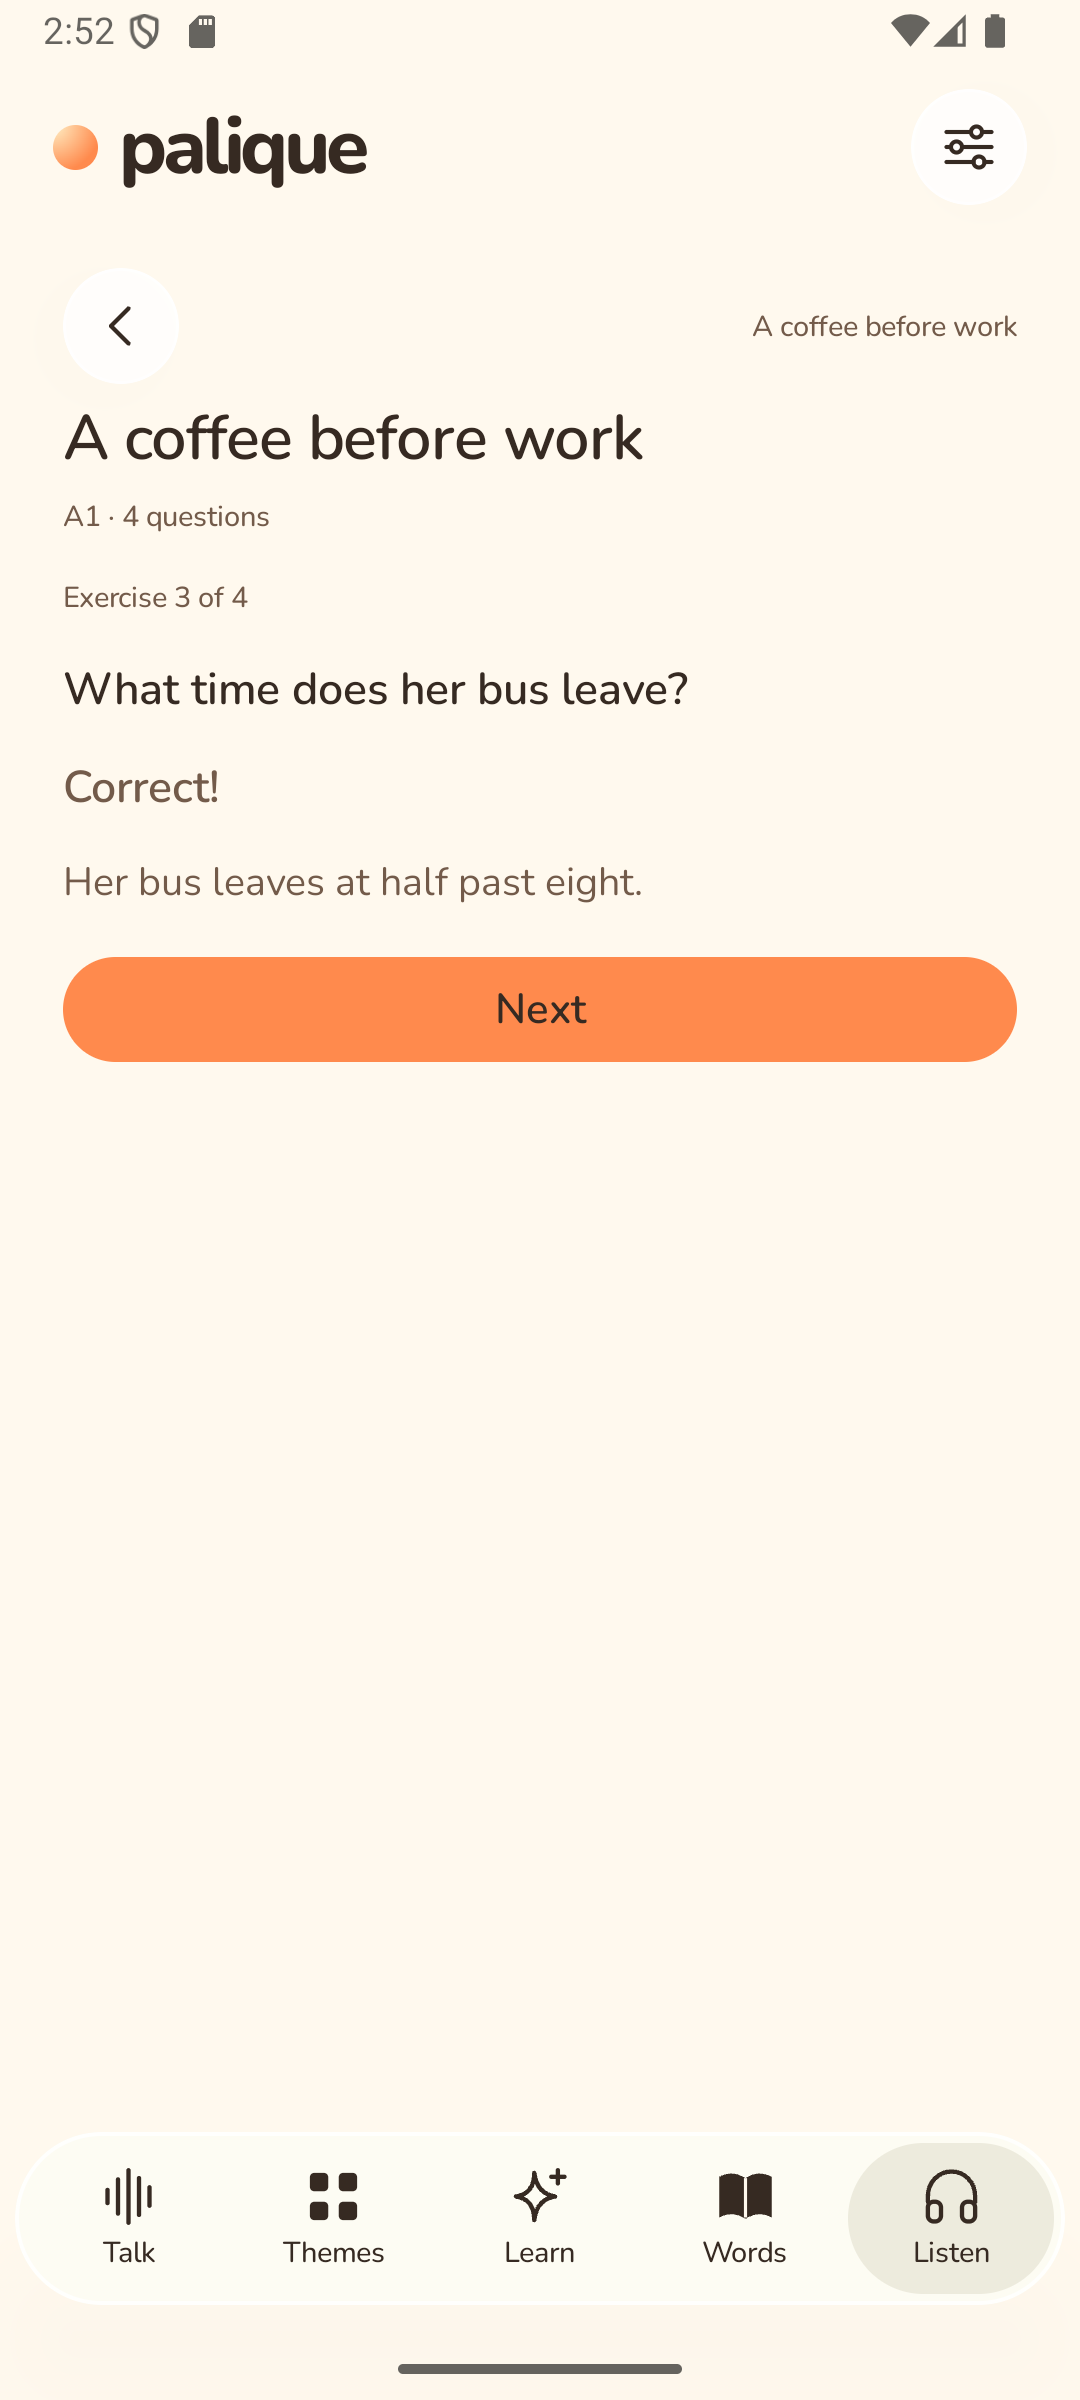 2:52
palique
A coffee before work
A coffee before work
A1 · 4 questions
Exercise 3 of 4
What time does her bus leave?
Correct!
Her bus leaves at half past eight.
Next
Talk
Themes
Learn
Words
Listen